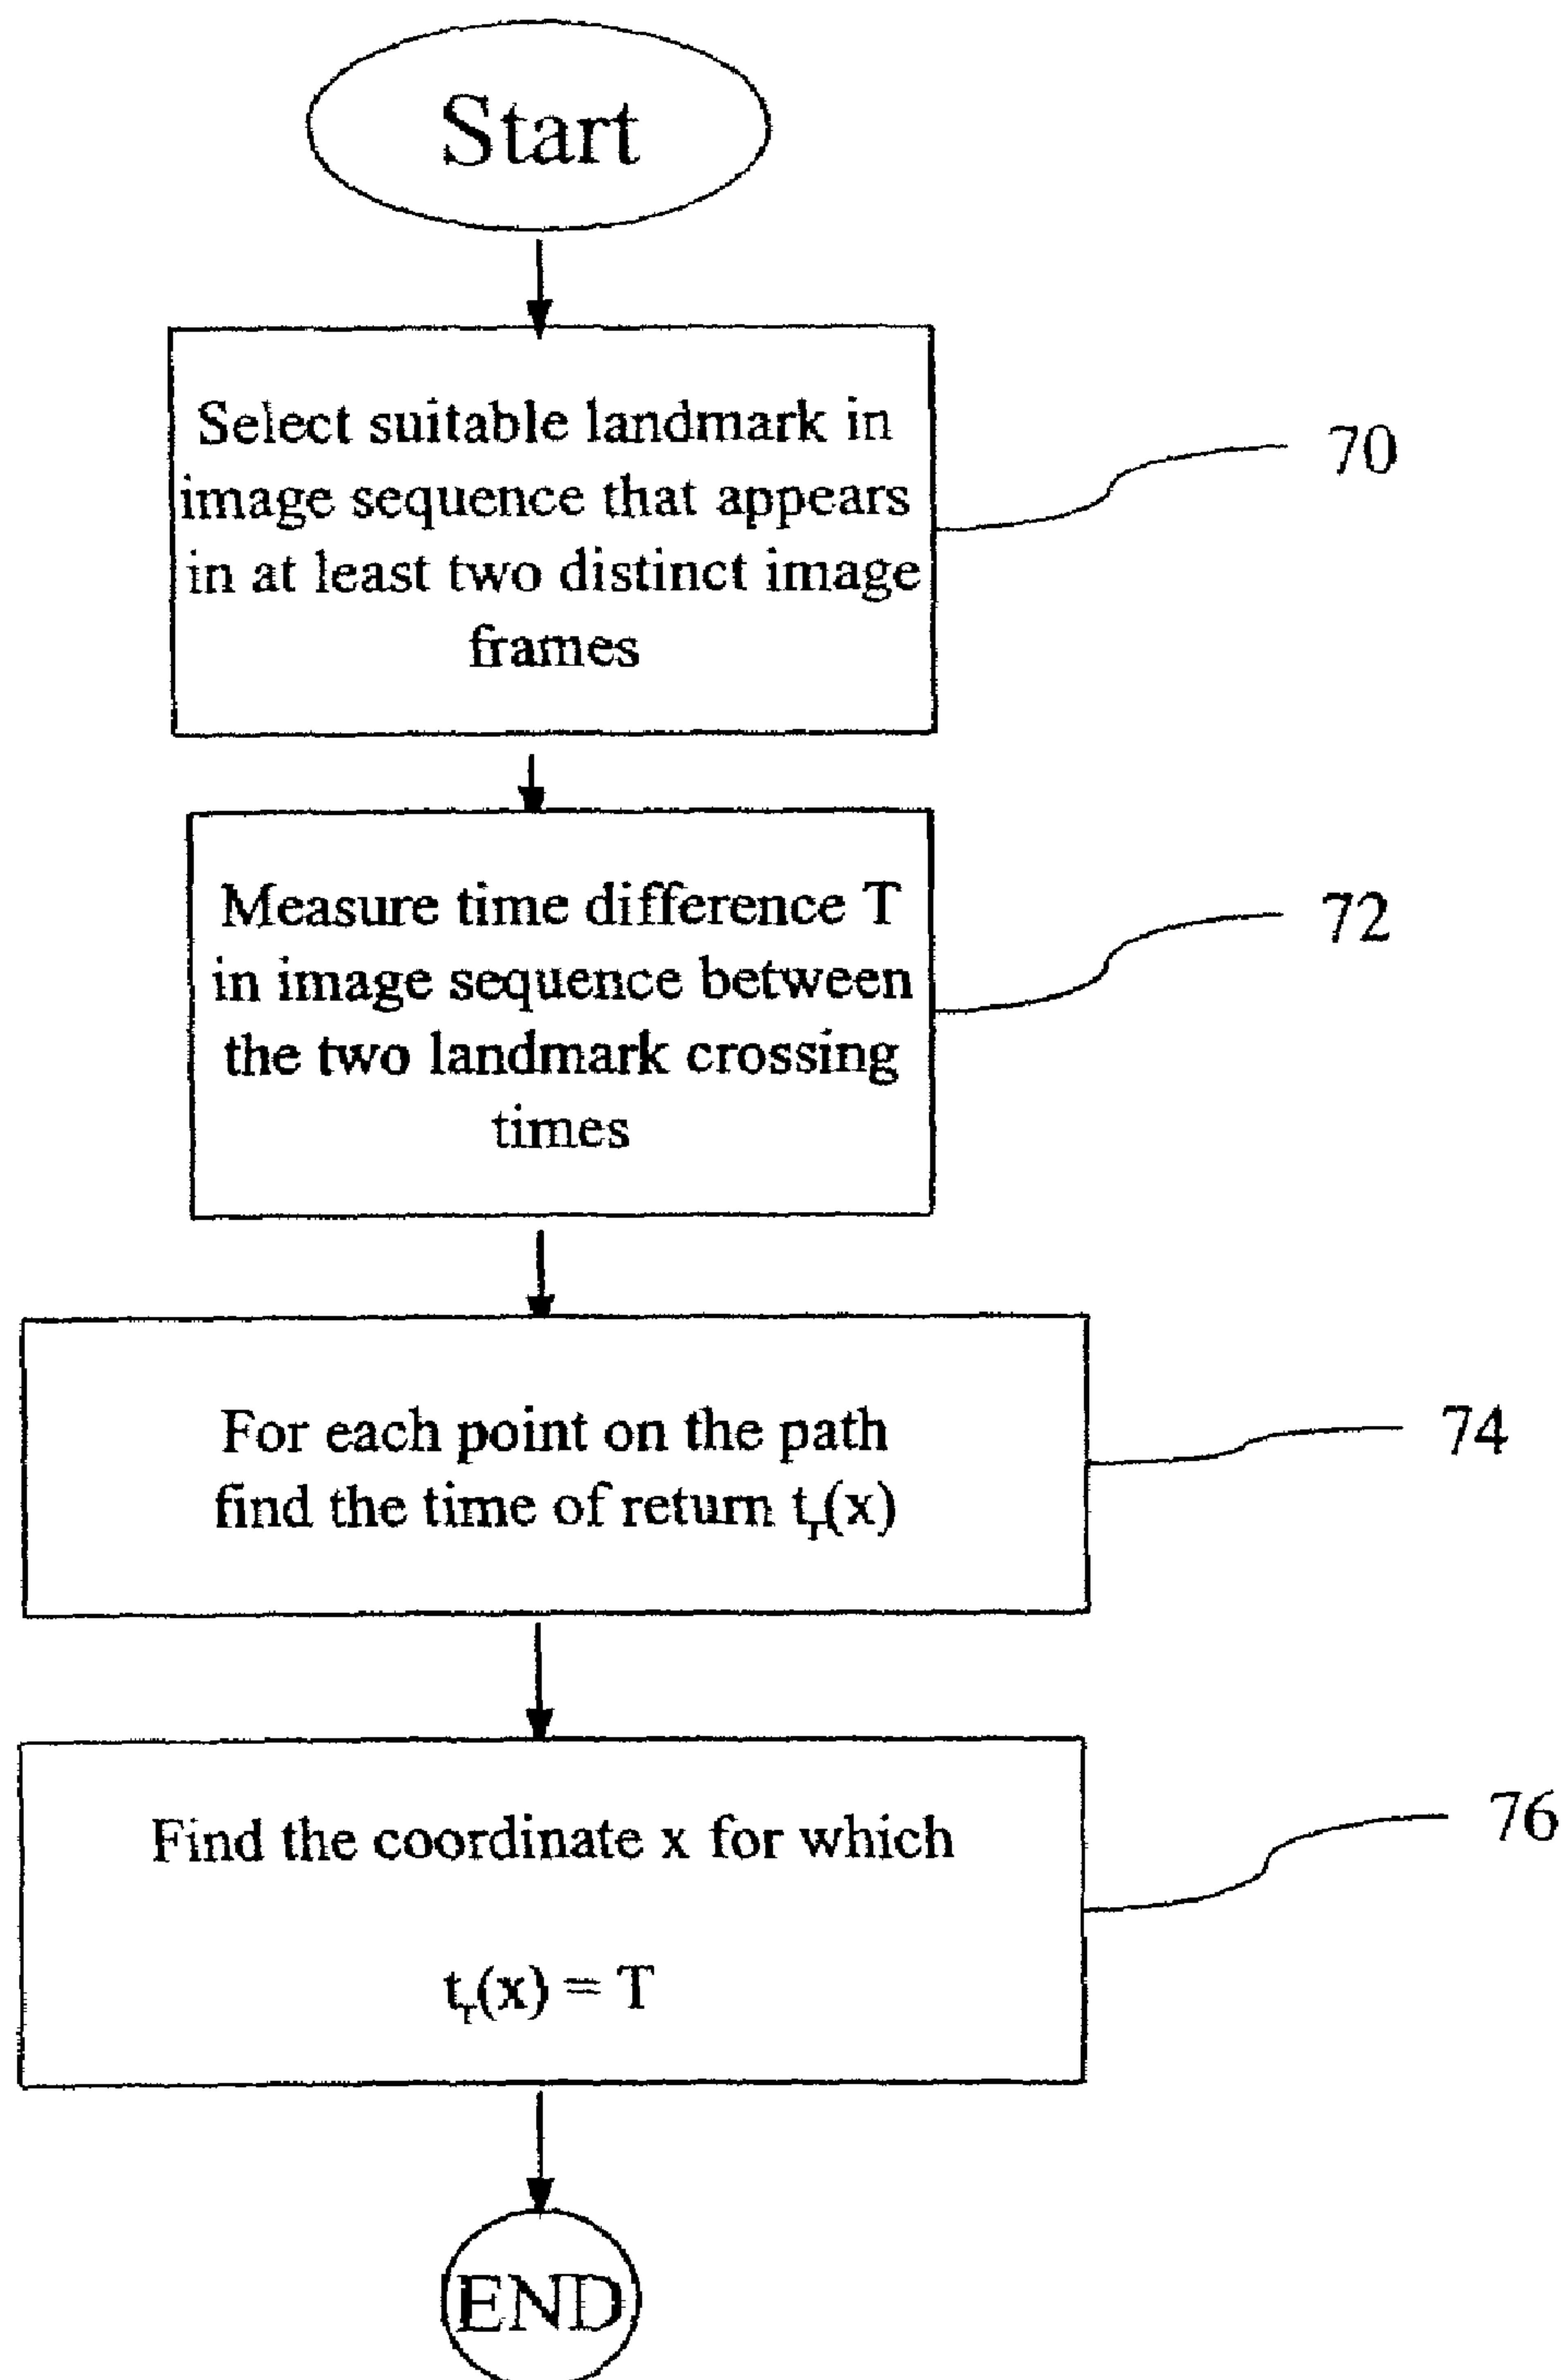 Start
Select suitable landmark in
image sequence that appears
in at least two distinct image
frames
70
Measure time difference T
in image sequence between
the two landmark crossing
times
72
For each point on the path
find the time of return tᵣ(x)
74
Find the coordinate x for which
tᵣ(x) = T
76
END